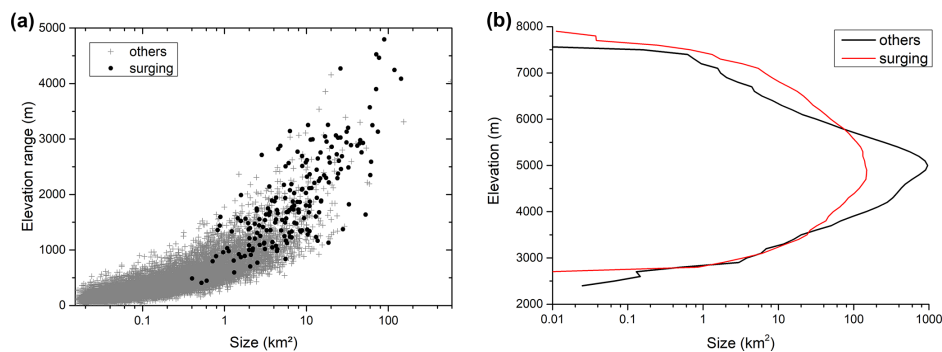 (a)
others
surging
Elevation range (m)
5000
4000
3000
2000
1000
0
0.1
1
10
100
Size (km²)
(b)
others
surging
Elevation (m)
8000
7000
6000
5000
4000
3000
2000
0.01
0.1
1
10
100
1000
Size (km²)